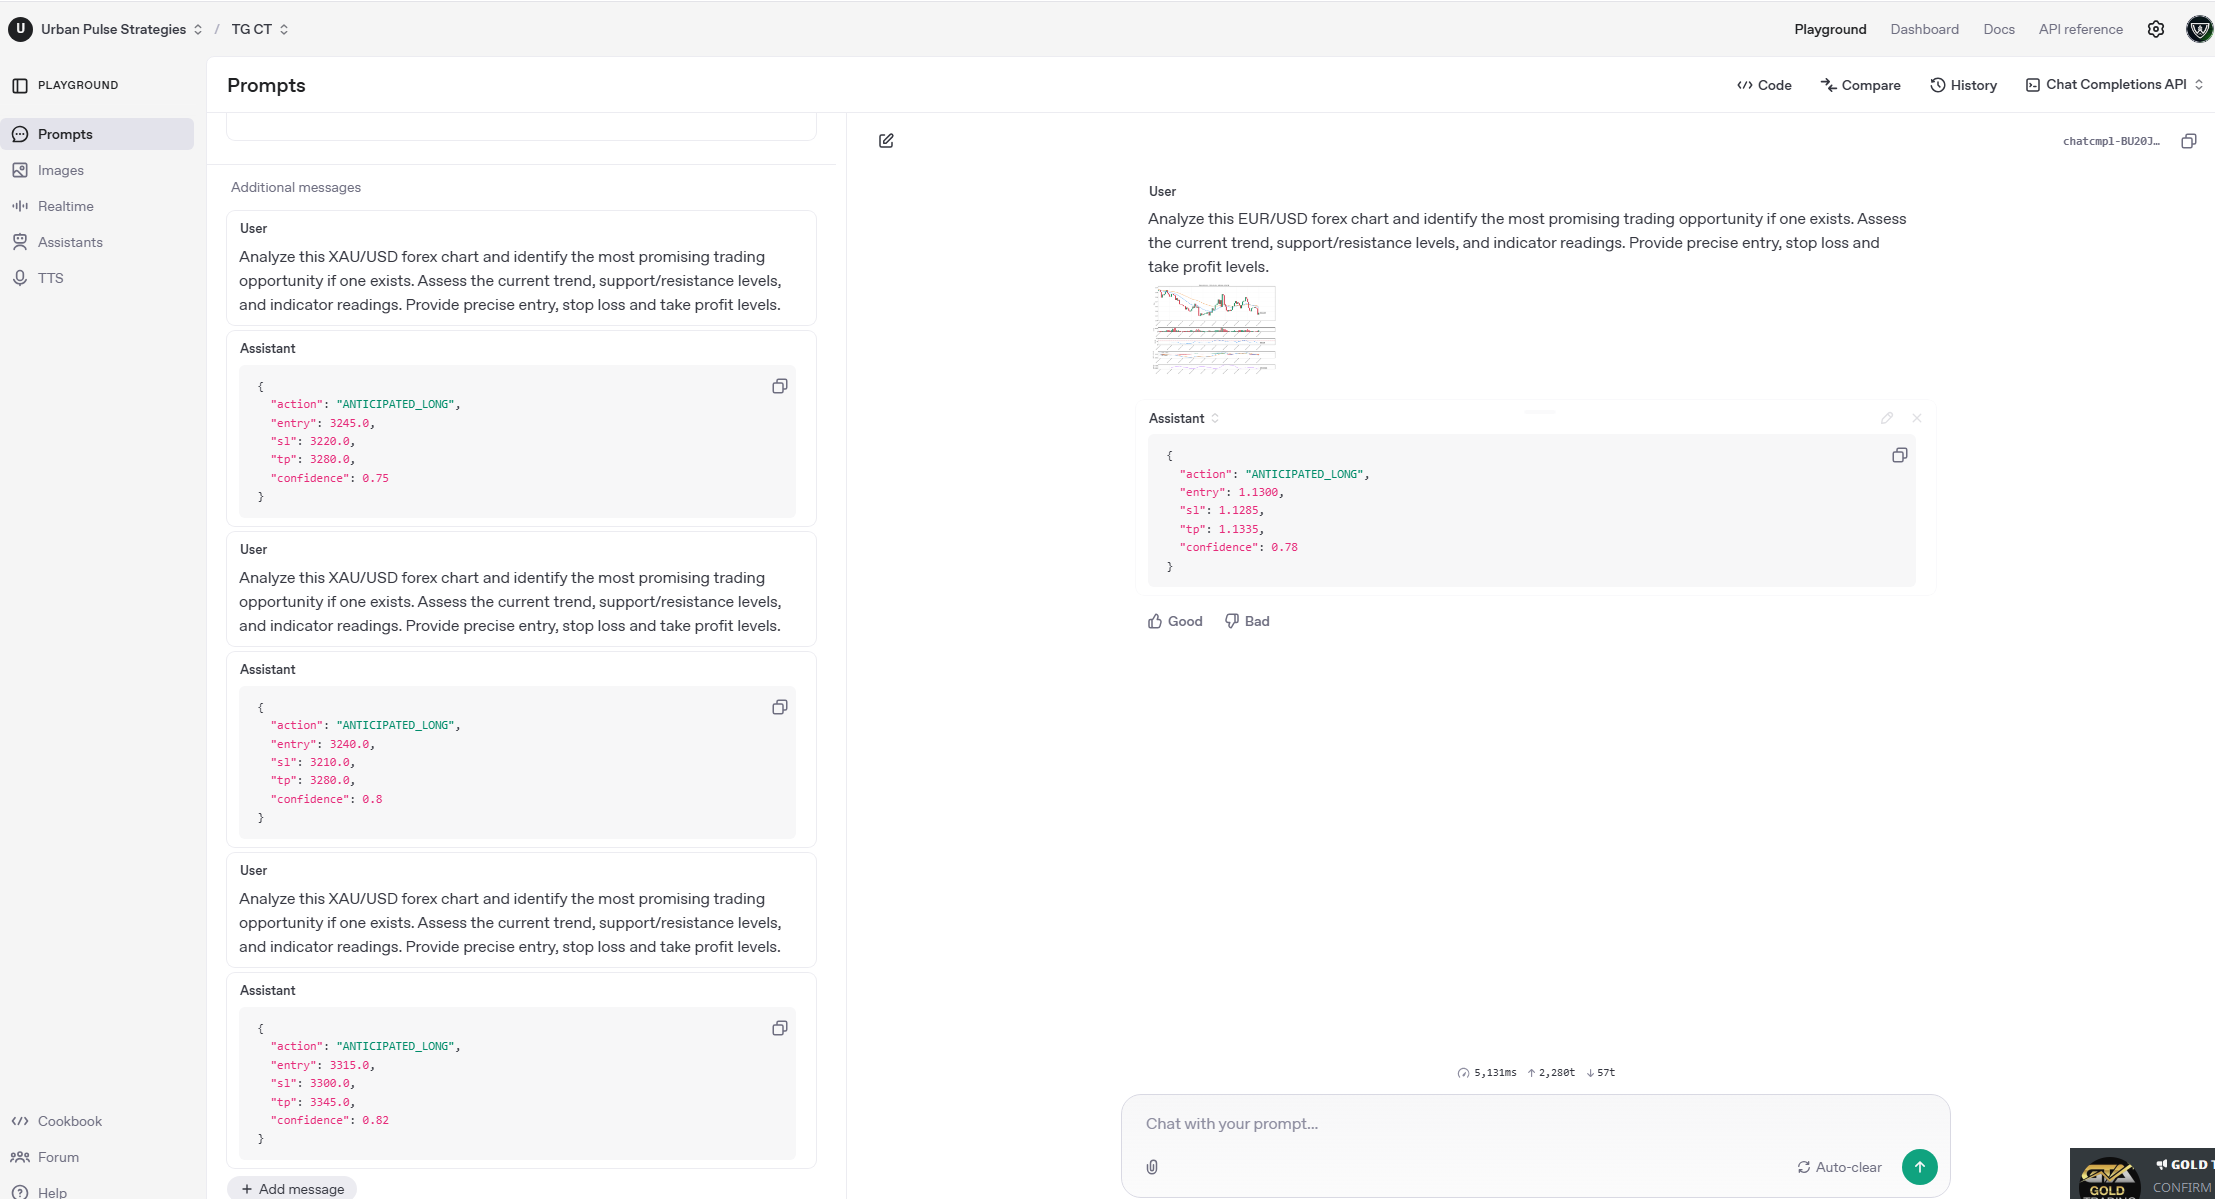 U Urban Pulse Strategies / TG CT
Playground Dashboard Docs API reference
PLAYGROUND
Prompts
Images
Realtime
Assistants
TTS
Cookbook
Forum
Help
Prompts
Code Compare History Chat Completions API
Additional messages
User
Analyze this XAU/USD forex chart and identify the most promising trading
opportunity if one exists. Assess the current trend, support/resistance levels,
and indicator readings. Provide precise entry, stop loss and take profit levels.
Assistant
{
"action": "ANTICIPATED_LONG",
"entry": 3245.0,
"sl": 3220.0,
"tp": 3280.0,
"confidence": 0.75
}
User
Analyze this XAU/USD forex chart and identify the most promising trading
opportunity if one exists. Assess the current trend, support/resistance levels,
and indicator readings. Provide precise entry, stop loss and take profit levels.
Assistant
{
"action": "ANTICIPATED_LONG",
"entry": 3240.0,
"sl": 3210.0,
"tp": 3280.0,
"confidence": 0.8
}
User
Analyze this XAU/USD forex chart and identify the most promising trading
opportunity if one exists. Assess the current trend, support/resistance levels,
and indicator readings. Provide precise entry, stop loss and take profit levels.
Assistant
{
"action": "ANTICIPATED_LONG",
"entry": 3315.0,
"sl": 3300.0,
"tp": 3345.0,
"confidence": 0.82
}
+ Add message
chatcmpl-BU20J…
User
Analyze this EUR/USD forex chart and identify the most promising trading opportunity if one exists. Assess
the current trend, support/resistance levels, and indicator readings. Provide precise entry, stop loss and
take profit levels.
Assistant
{
"action": "ANTICIPATED_LONG",
"entry": 1.1300,
"sl": 1.1285,
"tp": 1.1335,
"confidence": 0.78
}
Good Bad
5,131ms ↑ 2,280t ↓ 57t
Chat with your prompt...
Auto-clear
GOLD T
CONFIRM
GTX
GOLD